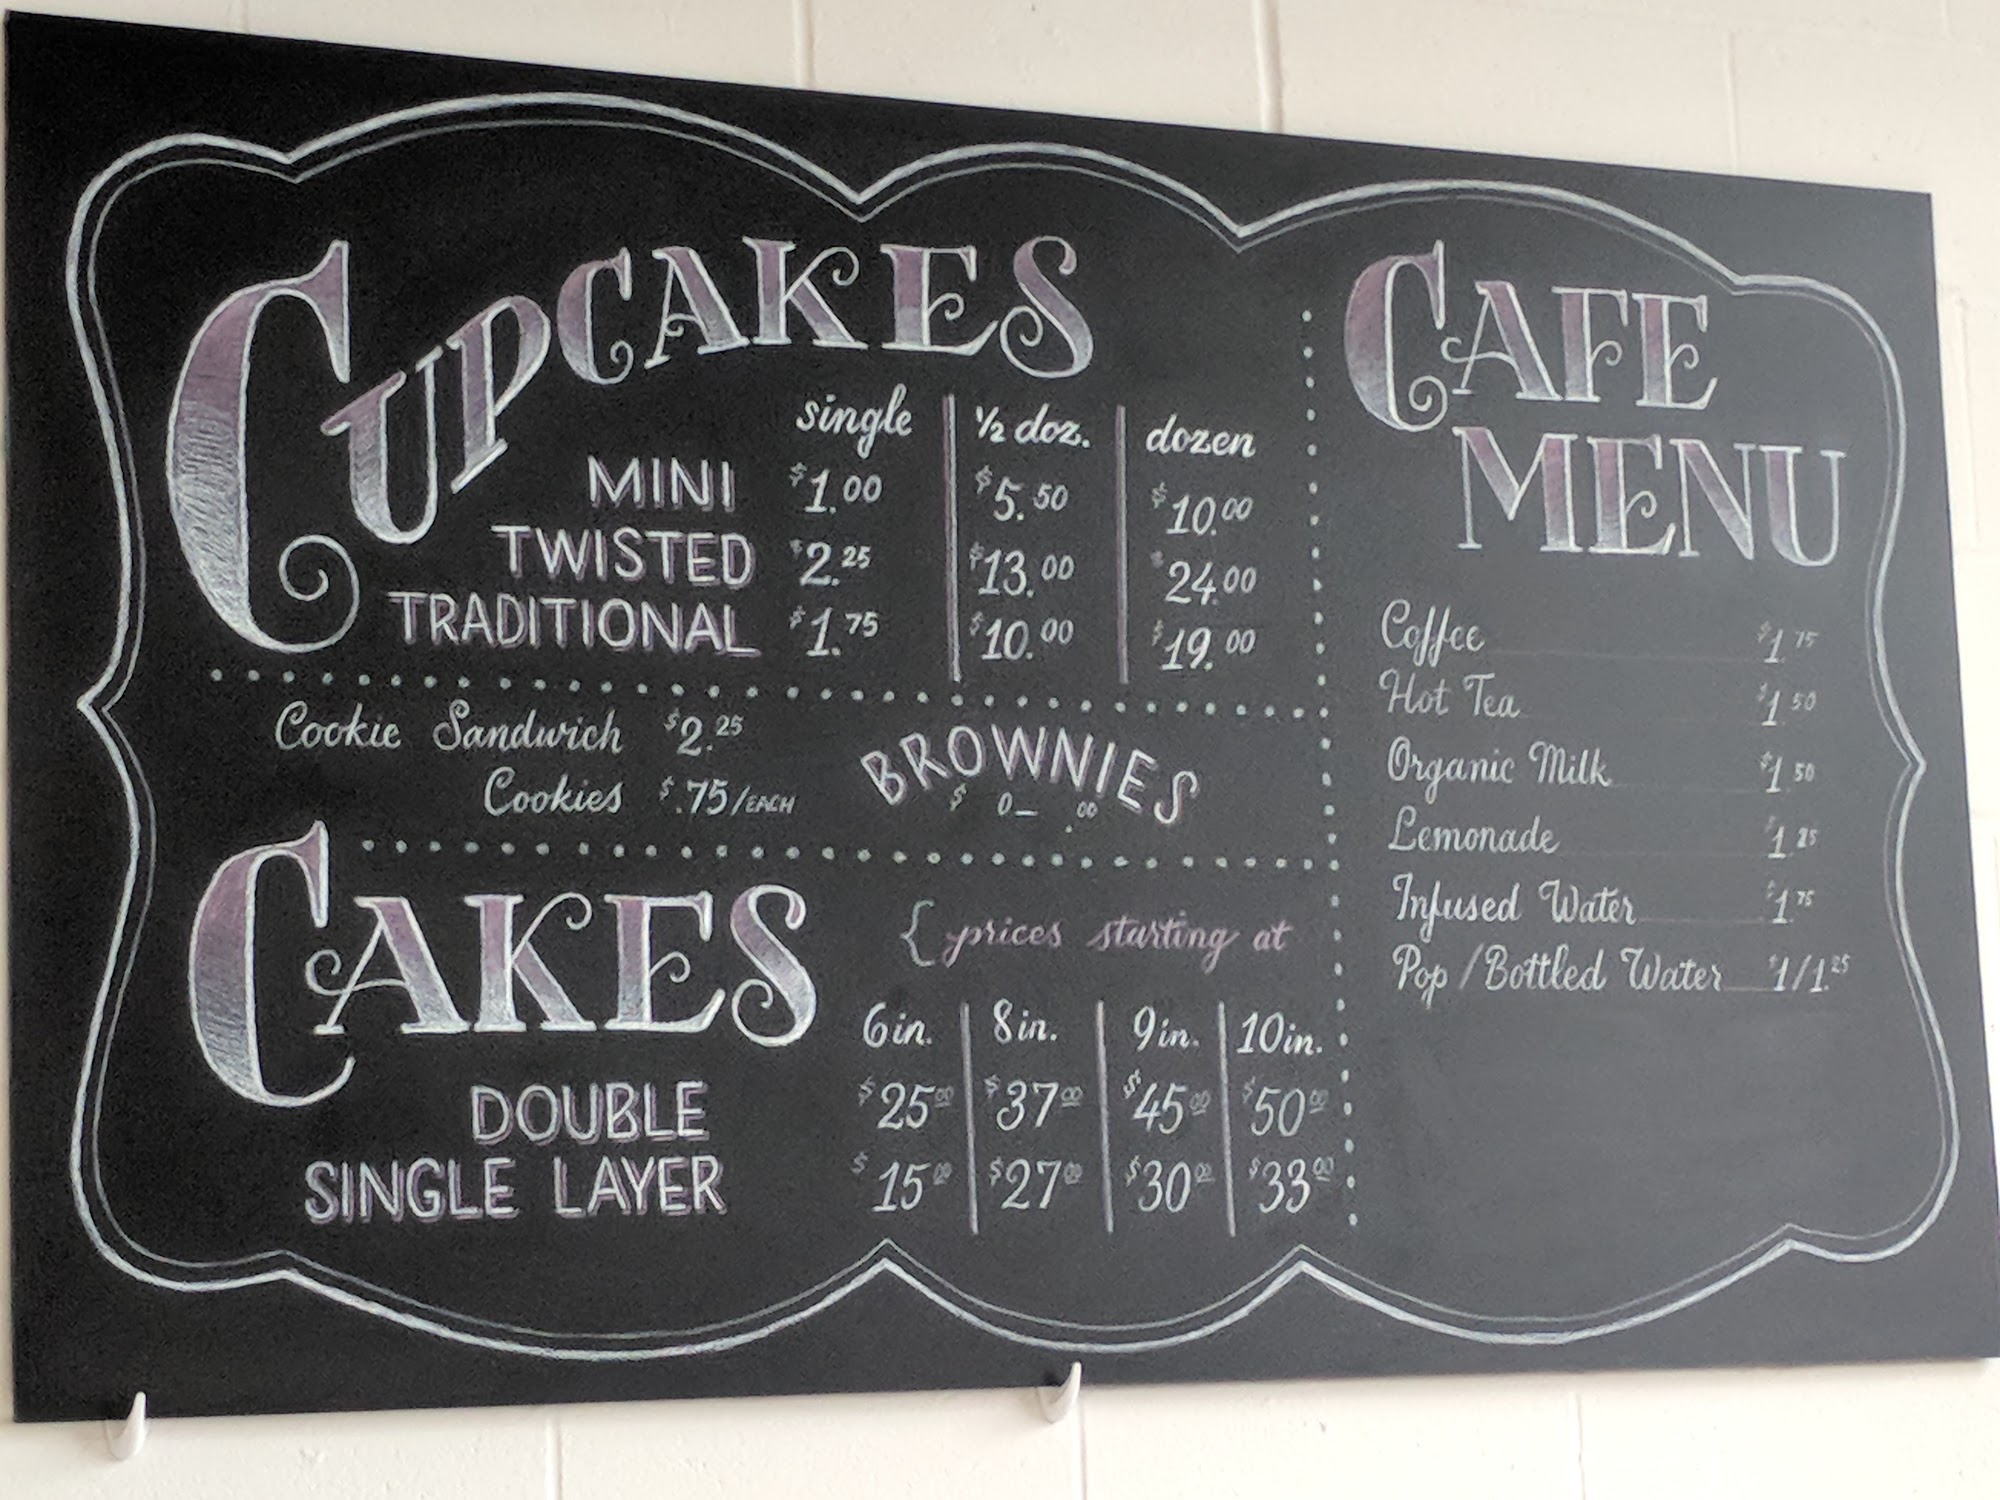 CUPCAKES
single ½ doz. dozen
MINI $1.00 $5.50 $10.00
TWISTED $2.25 $13.00 $24.00
TRADITIONAL $1.75 $10.00 $19.00
Cookie Sandwich $2.25
Cookies $.75/EACH
BROWNIES
CAKES
{prices starting at
6in. 8in. 9in. 10in.
DOUBLE $25.00 $37.00 $45.00 $50.00
SINGLE LAYER $15.00 $27.00 $30.00 $33.00
CAFE
MENU
Coffee $1.75
Hot Tea $1.50
Organic Milk $1.50
Lemonade
Infused Water $1.75
Pop/Bottled Water $1/1.25